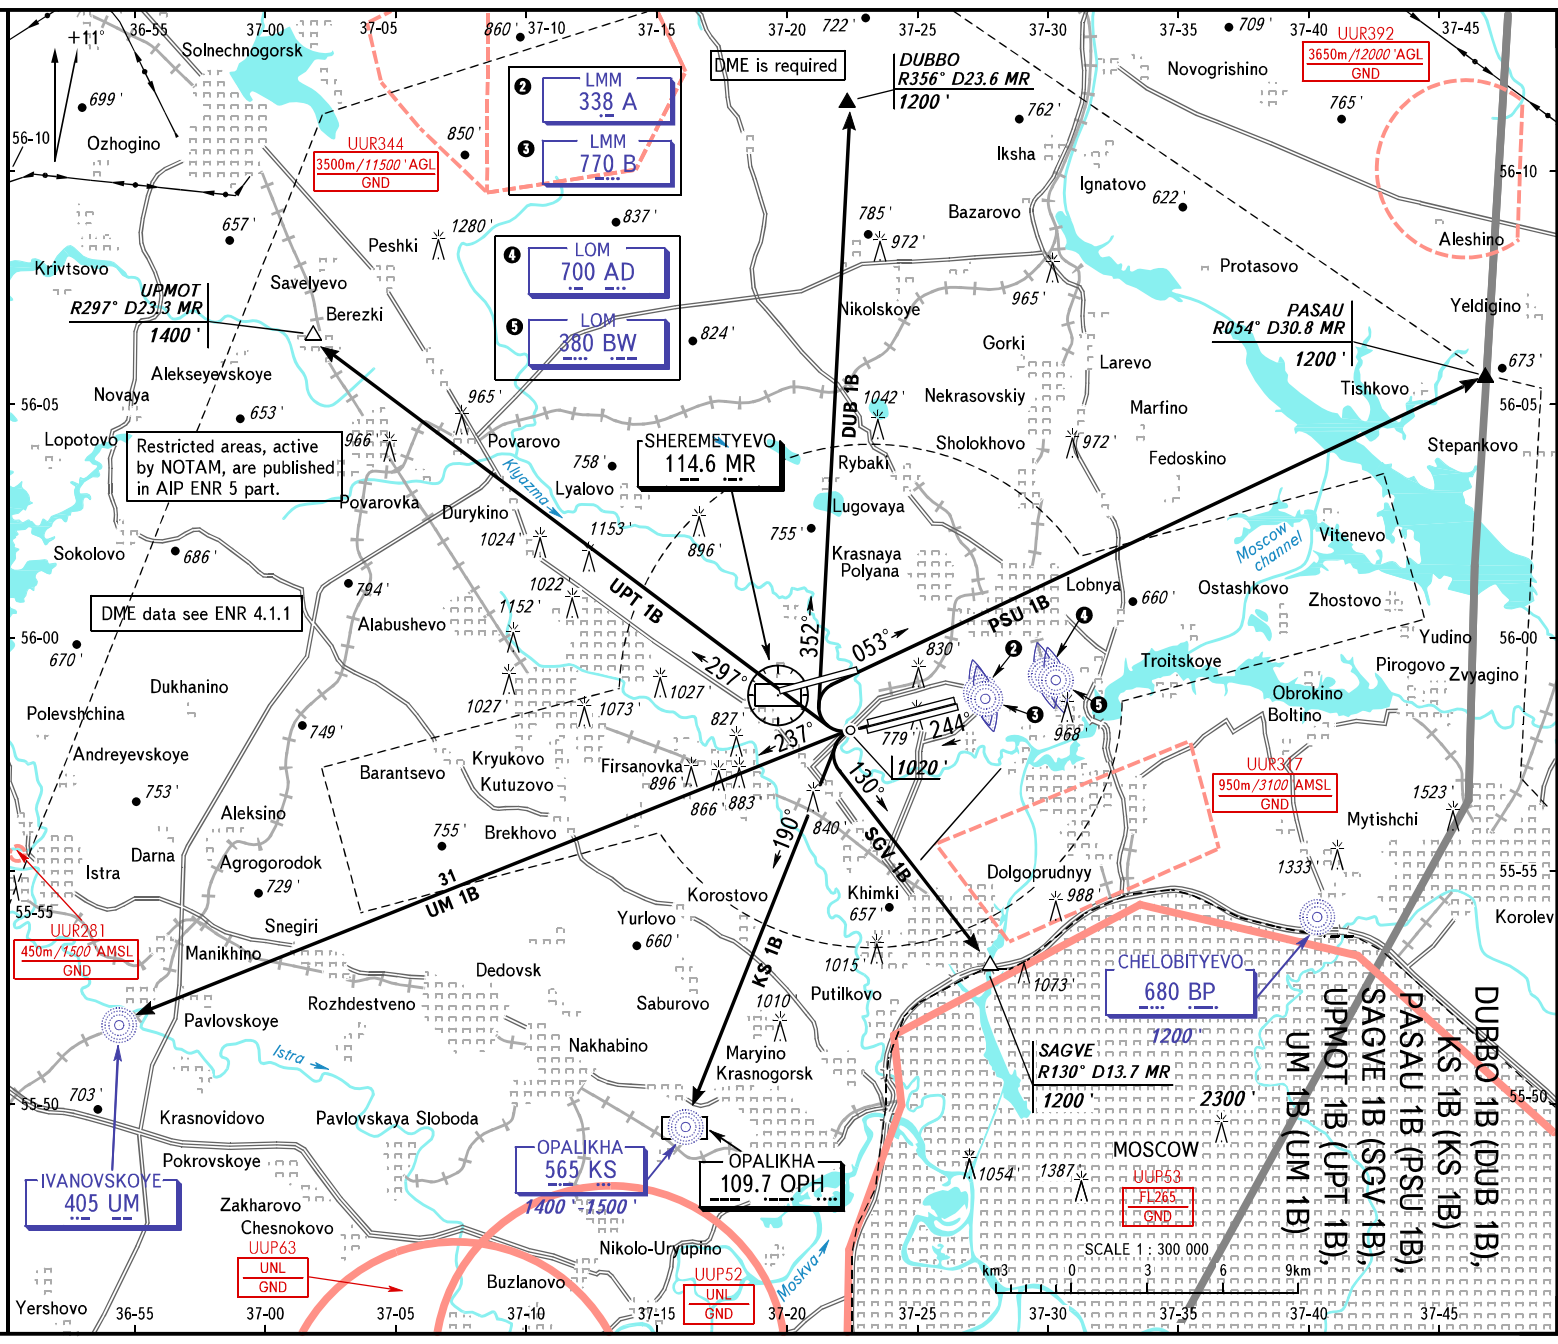 36-55
37-00
37-05
860'
37-10
37-15
37-20
722'
37-25
37-30
709'
37-35
37-40
37-45
+11°
Solnechnogorsk
699'
Ozhogino
56-10
UUR344
3500m/11500' AGL
GND
850'
2
LMM
338 A
3
LMM
770 B
DME is required
DUBBO
R356° D23.6 MR
1200'
762'
Novogrishino
UUR392
3650m/12000' AGL
GND
765'
Iksha
Ignatovo
622'
56-10
657'
Peshki
1280'
837'
785'
972'
Bazarovo
Aleshino
Krivtsovo
Savelyevo
4
LOM
700 AD
5
LOM
380 BW
965'
Protasovo
UPMOT
R297° D23.3 MR
1400'
Berezki
824'
Nikolskoye
Gorki
Larevo
PASAU
R054° D30.8 MR
1200'
Yeldigino
673'
Alekseyevskoye
Novaya
56-05
653'
965'
DUB 1B
1042'
Nekrasovskiy
Marfino
Tishkovo
56-05
Lopotovo
Restricted areas, active
by NOTAM, are published
in AIP ENR 5 part.
966'
Povarovo
SHEREMETYEVO
114.6 MR
Sholokhovo
972'
Fedoskino
Stepankovo
Klyazma
758'
Lyalovo
Rybaki
Povarovka
Durykino
Lugovaya
Sokolovo
686'
1024'
1153'
896'
755'
Krasnaya
Polyana
Moscow
channel
Vitenevo
794'
1022'
UPT 1B
Lobnya
Ostashkovo
Zhostovo
DME data see ENR 4.1.1
Alabushevo
1152'
352°
053°
PSU 1B
4
660'
56-00
670'
830
2
Troitskoye
Yudino
56-00
Pirogovo
Zvyagino
Dukhanino
297°
1027'
1027'
Obrokino
Boltino
Polevshchina
749'
1073'
827'
237°
779
244°
3
5
968'
Andreyevskoye
Barantsevo
Kryukovo
Kutuzovo
Firsanovka
896
866
883
1020'
130°
UUR317
950m/3100' AMSL
GND
753'
Aleksino
755'
Brekhovo
190°
840'
SGV 1B
1523'
Mytishchi
Darna
Istra
Agrogorodok
729'
31
UM 1B
Korostovo
Khimki
657'
Dolgoprudnyy
988
1333'
55-55
55-55
UUR281
450m/1500' AMSL
GND
Snegiri
Manikhino
Yurlovo
660'
KS 1B
1015'
Korolev
Dedovsk
Rozhdestveno
Saburovo
1010
Putilkovo
1073'
CHELOBITYEVO
680 BP
1200'
Pavlovskoye
Istra
Nakhabino
Maryino
Krasnogorsk
SAGVE
R130° D13.7 MR
1200'
2300'
703'
55-50
Krasnovidovo
Pavlovskaya Sloboda
55-50
Pokrovskoye
IVANOVSKOYE
405 UM
OPALIKHA
565 KS
1400'-1500'
OPALIKHA
109.7 OPH
1054'
1387'
MOSCOW
UUP53
FL265
GND
DUBBO 1B (DUB 1B),
KS 1B (KS 1B)
PASAU 1B (PSU 1B),
SAGVE 1B (SGV 1B),
UPMOT 1B (UPT 1B),
UM 1B (UM 1B)
Zakharovo
Chesnokovo
UUP63
UNL
GND
Nikolo-Uryupino
Buzlanovo
UUP52
UNL
GND
Moskva
SCALE 1 : 300 000
km3
0
3
6
9km
Yershovo
36-55
37-00
37-05
37-10
37-15
37-20
37-25
37-30
37-35
37-40
37-45